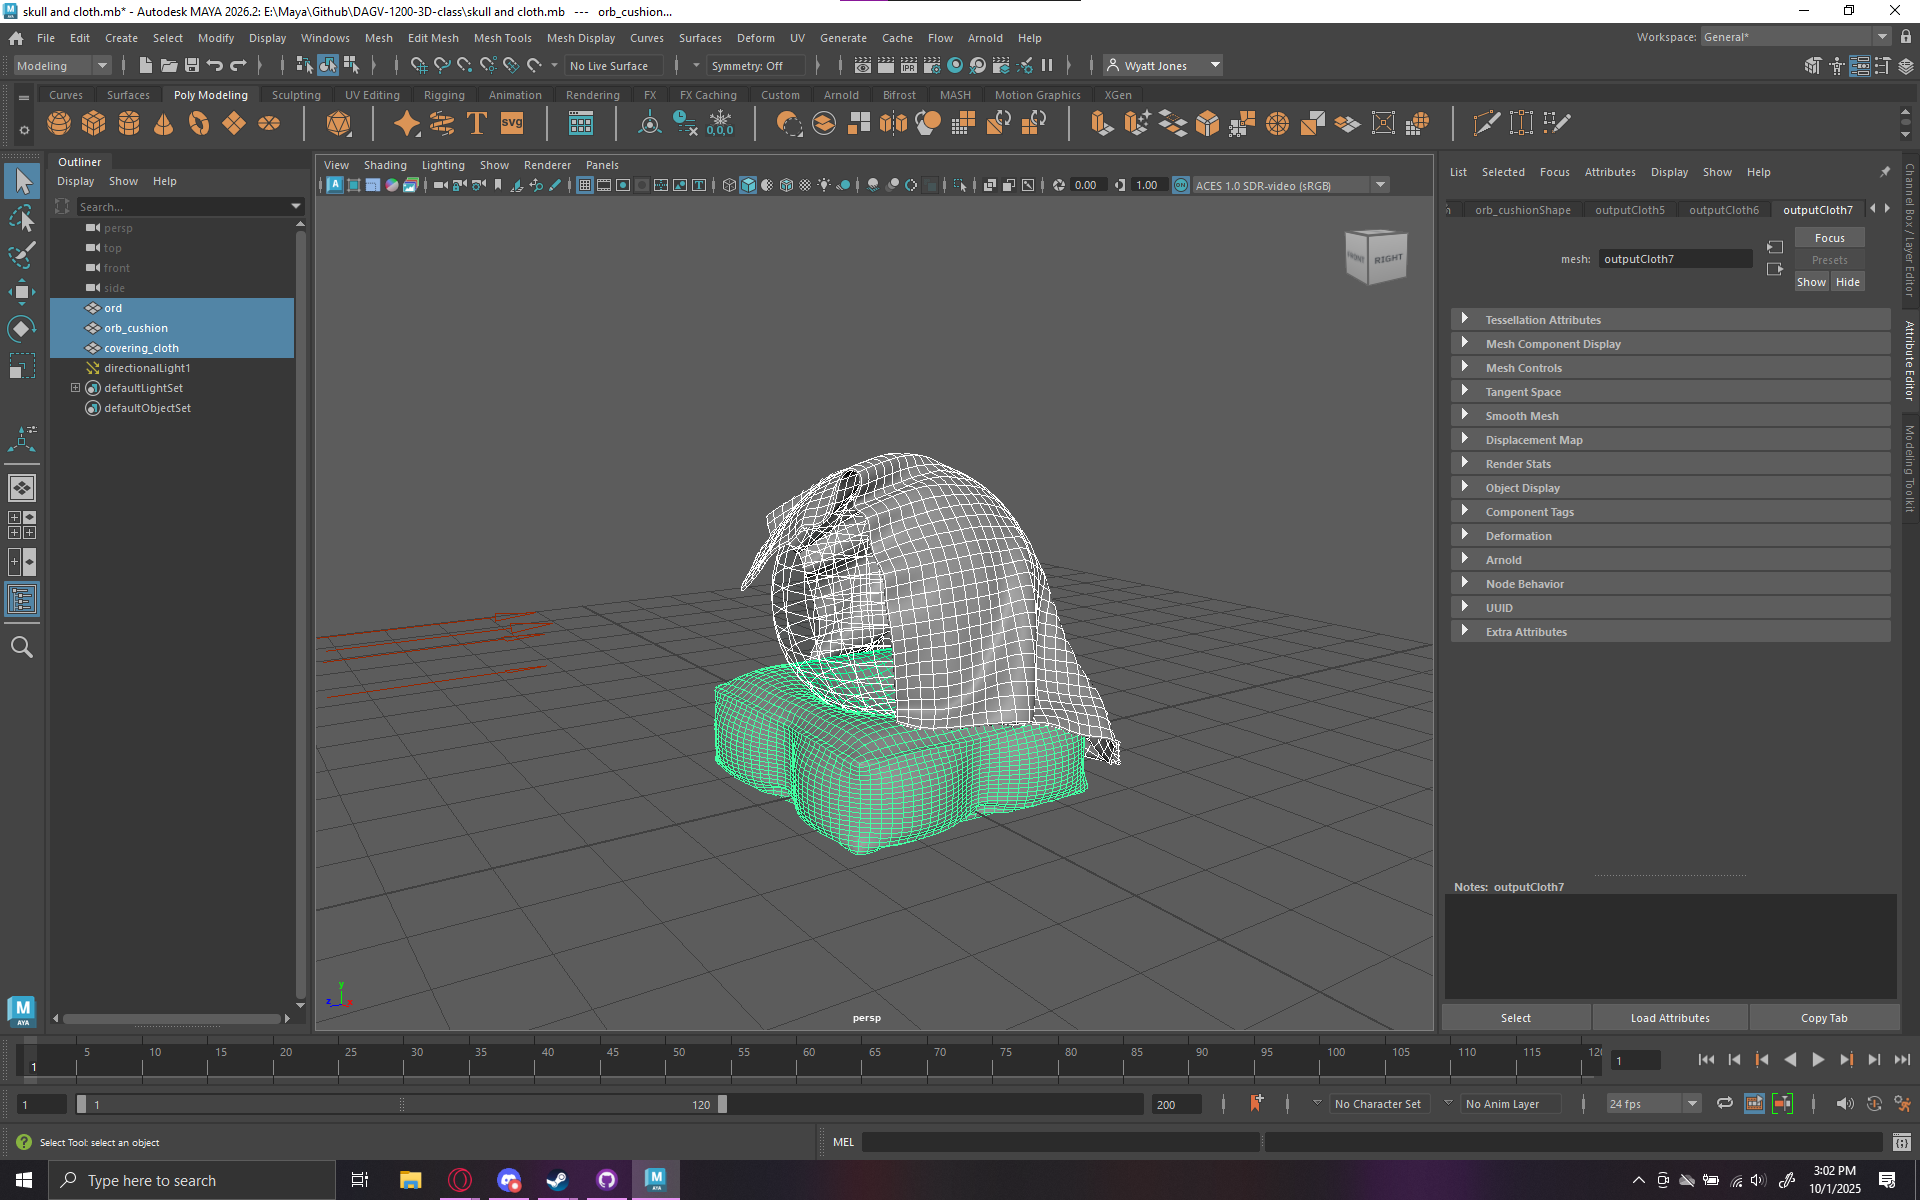 skull and cloth.mb* - Autodesk MAYA 2026.2: E:\Maya\Github\DAGV-1200-3D-class\skull and cloth.mb   ---   orb_cushion...
File Edit Create Select Modify Display Windows Mesh Edit Mesh Mesh Tools Mesh Display Curves Surfaces Deform UV Generate Cache Flow Arnold Help
Workspace: General*
Modeling
No Live Surface
Symmetry: Off
Wyatt Jones
Curves Surfaces Poly Modeling Sculpting UV Editing Rigging Animation Rendering FX FX Caching Custom Arnold Bifrost MASH Motion Graphics XGen
Outliner
Display Show Help
Search...
persp
top
front
side
ord
orb_cushion
covering_cloth
directionalLight1
defaultLightSet
defaultObjectSet
View Shading Lighting Show Renderer Panels
0.00
1.00
ACES 1.0 SDR-video (sRGB)
FRONT
RIGHT
persp
List Selected Focus Attributes Display Show Help
orb_cushionShape outputCloth5 outputCloth6 outputCloth7
mesh: outputCloth7
Focus
Presets
Show Hide
Tessellation Attributes
Mesh Component Display
Mesh Controls
Tangent Space
Smooth Mesh
Displacement Map
Render Stats
Object Display
Component Tags
Deformation
Arnold
Node Behavior
UUID
Extra Attributes
Notes: outputCloth7
Select Load Attributes Copy Tab
Channel Box / Layer Editor
Attribute Editor
Modeling Toolkit
5 10 15 20 25 30 35 40 45 50 55 60 65 70 75 80 85 90 95 100 105 110 115 120
1
1
1
1
120
200
No Character Set
No Anim Layer
24 fps
Select Tool: select an object
MEL
Type here to search
3:02 PM
10/1/2025